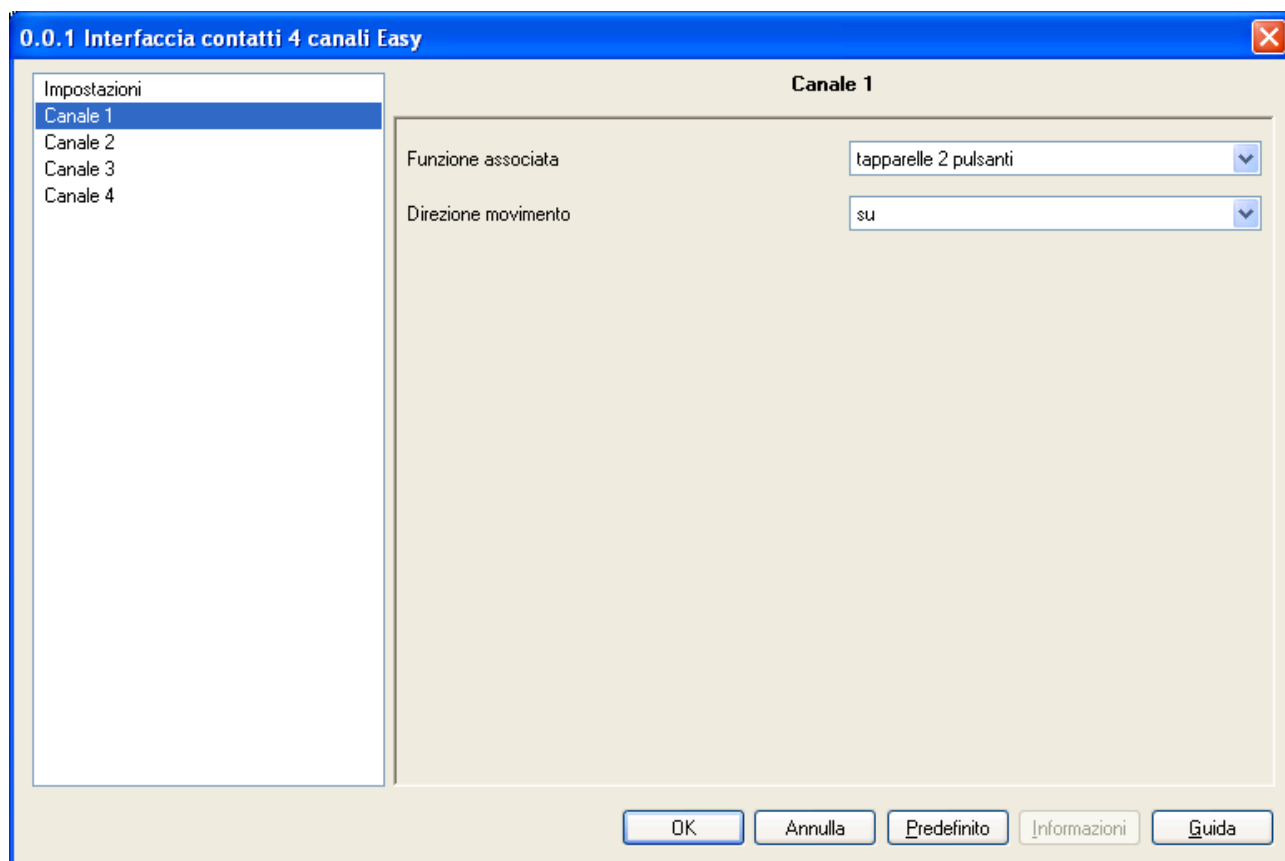 0.0.1 Interfaccia contatti 4 canali Easy
Impostazioni
Canale 1
Canale 2
Canale 3
Canale 4
Canale 1
Funzione associata
tapparelle 2 pulsanti
Direzione movimento
su
OK
Annulla
Predefinito
Informazioni
Guida